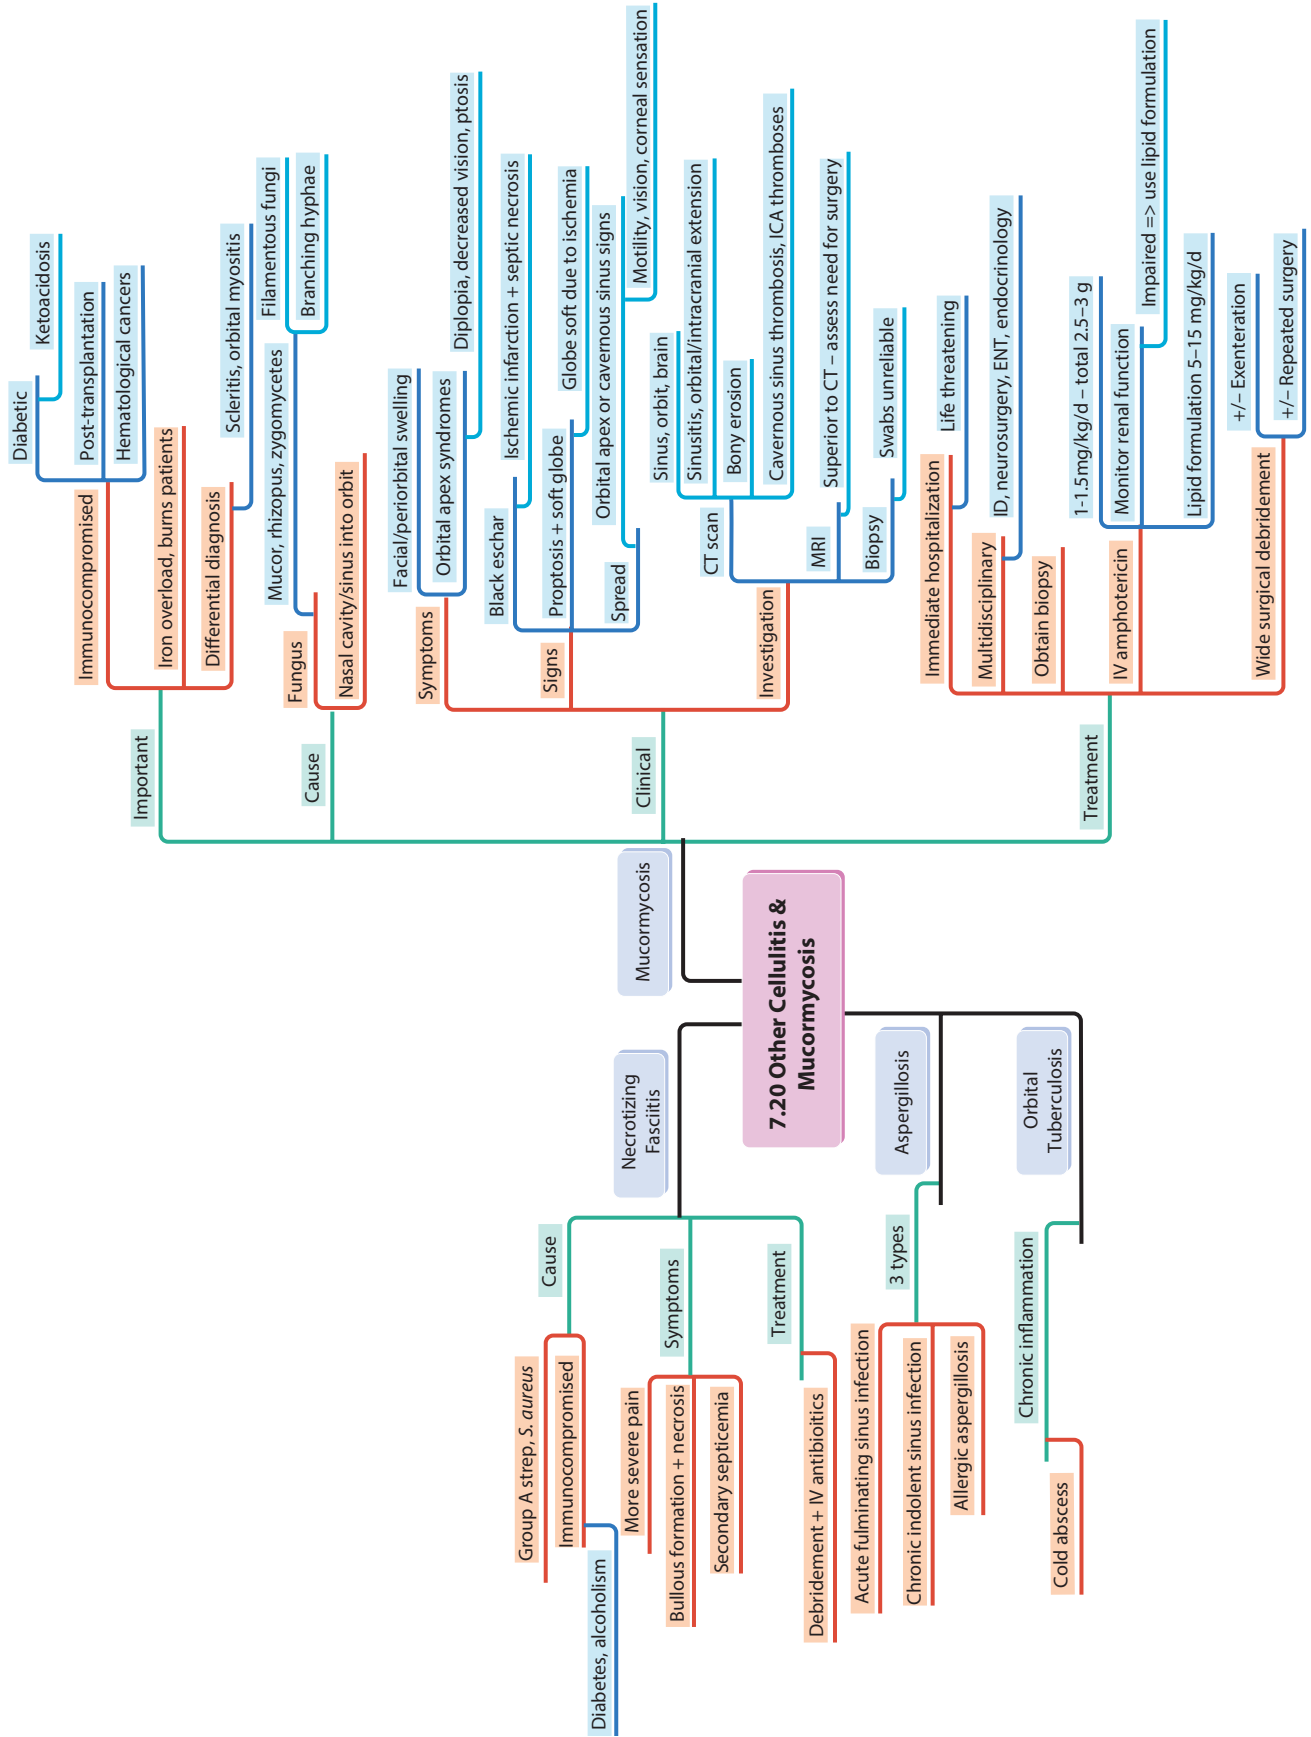 7.20 Other Cellulitis &
Mucormycosis
Mucormycosis
Important
Immunocompromised
Diabetic
Ketoacidosis
Post-transplantation
Hematological cancers
Iron overload, burns patients
Differential diagnosis
Scleritis, orbital myositis
Cause
Fungus
Mucor, rhizopus, zygomycetes
Filamentous fungi
Branching hyphae
Nasal cavity/sinus into orbit
Clinical
Symptoms
Facial/periorbital swelling
Orbital apex syndromes
Diplopia, decreased vision, ptosis
Signs
Black eschar
Ischemic infarction + septic necrosis
Proptosis + soft globe
Globe soft due to ischemia
Spread
Orbital apex or cavernous sinus signs
Motility, vision, corneal sensation
Investigation
CT scan
Sinus, orbit, brain
Sinusitis, orbital/intracranial extension
Bony erosion
Cavernous sinus thrombosis, ICA thromboses
MRI
Superior to CT – assess need for surgery
Biopsy
Swabs unreliable
Treatment
Immediate hospitalization
Life threatening
Multidisciplinary
ID, neurosurgery, ENT, endocrinology
Obtain biopsy
IV amphotericin
1-1.5mg/kg/d – total 2.5–3 g
Monitor renal function
Impaired => use lipid formulation
Lipid formulation 5–15 mg/kg/d
Wide surgical debridement
+/– Exenteration
+/– Repeated surgery
Necrotizing
Fasciitis
Cause
Group A strep, S. aureus
Immunocompromised
Diabetes, alcoholism
Symptoms
More severe pain
Bullous formation + necrosis
Secondary septicemia
Treatment
Debridement + IV antibioitics
Aspergillosis
3 types
Acute fulminating sinus infection
Chronic indolent sinus infection
Allergic aspergillosis
Orbital
Tuberculosis
Chronic inflammation
Cold abscess